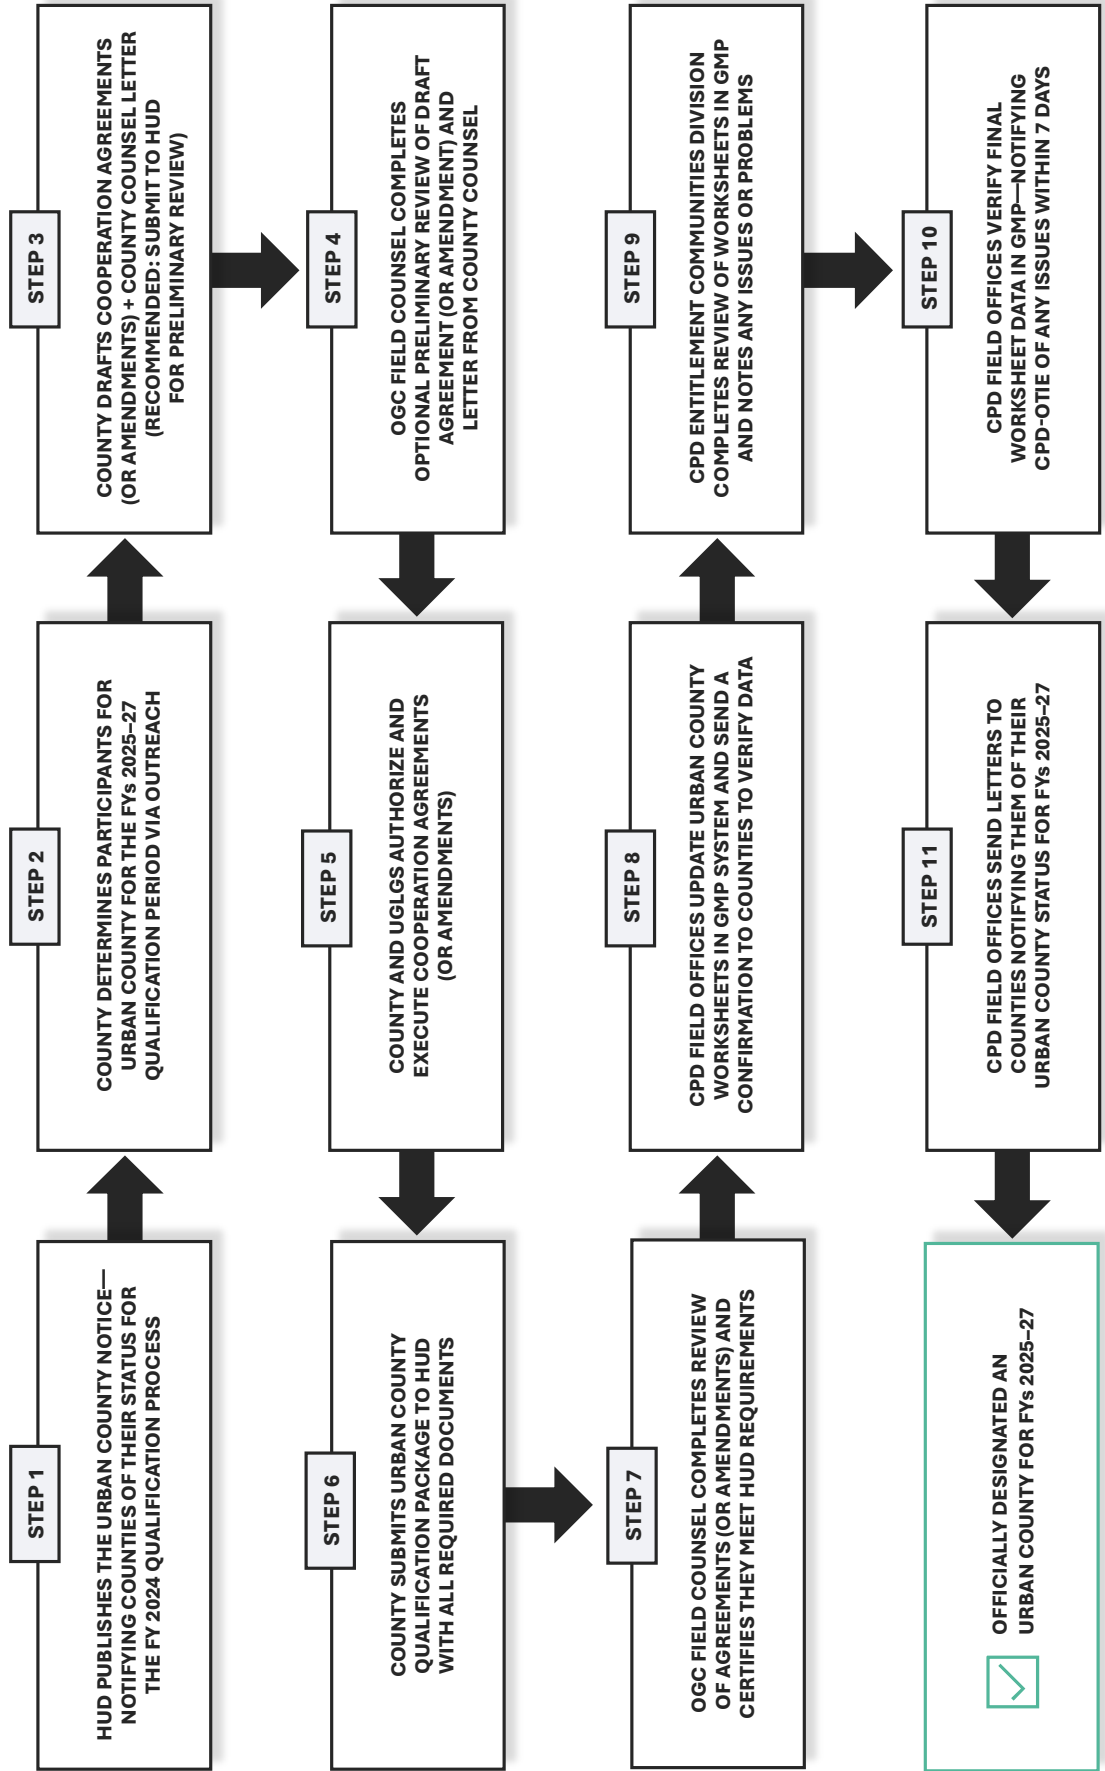 STEP 1
HUD PUBLISHES THE URBAN COUNTY NOTICE—
NOTIFYING COUNTIES OF THEIR STATUS FOR
THE FY 2024 QUALIFICATION PROCESS
STEP 2
COUNTY DETERMINES PARTICIPANTS FOR
URBAN COUNTY FOR THE FYs 2025–27
QUALIFICATION PERIOD VIA OUTREACH
STEP 3
COUNTY DRAFTS COOPERATION AGREEMENTS
(OR AMENDMENTS) + COUNTY COUNSEL LETTER
(RECOMMENDED: SUBMIT TO HUD
FOR PRELIMINARY REVIEW)
STEP 4
OGC FIELD COUNSEL COMPLETES
OPTIONAL PRELIMINARY REVIEW OF DRAFT
AGREEMENT (OR AMENDMENT) AND
LETTER FROM COUNTY COUNSEL
STEP 5
COUNTY AND UGLGS AUTHORIZE AND
EXECUTE COOPERATION AGREEMENTS
(OR AMENDMENTS)
STEP 6
COUNTY SUBMITS URBAN COUNTY
QUALIFICATION PACKAGE TO HUD
WITH ALL REQUIRED DOCUMENTS
STEP 7
OGC FIELD COUNSEL COMPLETES REVIEW
OF AGREEMENTS (OR AMENDMENTS) AND
CERTIFIES THEY MEET HUD REQUIREMENTS
STEP 8
CPD FIELD OFFICES UPDATE URBAN COUNTY
WORKSHEETS IN GMP SYSTEM AND SEND A
CONFIRMATION TO COUNTIES TO VERIFY DATA
STEP 9
CPD ENTITLEMENT COMMUNITIES DIVISION
COMPLETES REVIEW OF WORKSHEETS IN GMP
AND NOTES ANY ISSUES OR PROBLEMS
STEP 10
CPD FIELD OFFICES VERIFY FINAL
WORKSHEET DATA IN GMP—NOTIFYING
CPD-OTIE OF ANY ISSUES WITHIN 7 DAYS
STEP 11
CPD FIELD OFFICES SEND LETTERS TO
COUNTIES NOTIFYING THEM OF THEIR
URBAN COUNTY STATUS FOR FYs 2025–27
OFFICIALLY DESIGNATED AN
URBAN COUNTY FOR FYs 2025–27